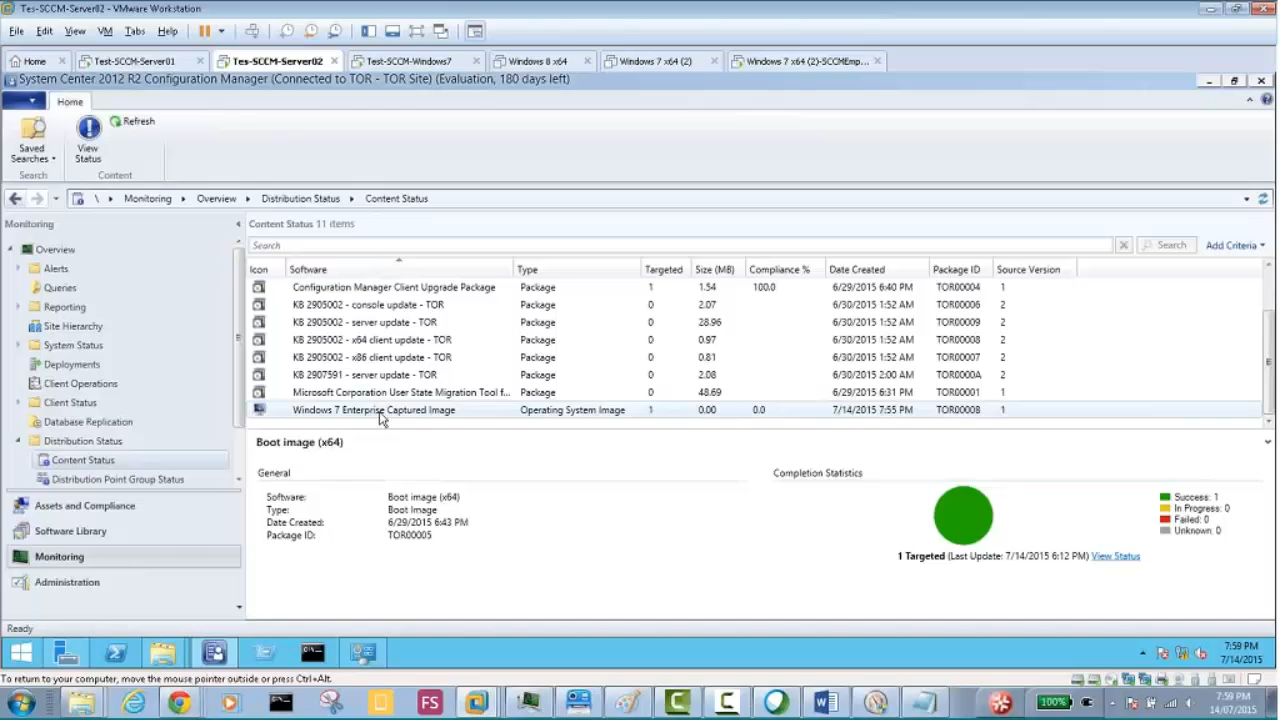 Tes-SCCM-Server02 - VMware Workstation
File Edit View VM Tabs Help
Home Test-SCCM-Server01 Tes-SCCM-Server02 Test-SCCM-Windows7 Windows 8 x64 Windows 7 x64 (2) Windows 7 x64 (2)-SCCMEmp...
System Center 2012 R2 Configuration Manager (Connected to TOR - TOR Site) (Evaluation, 180 days left)
Home
Saved Searches
View Status
Refresh
Search Content
\ Monitoring Overview Distribution Status Content Status
Monitoring
Overview
Alerts
Queries
Reporting
Site Hierarchy
System Status
Deployments
Client Operations
Client Status
Database Replication
Distribution Status
Content Status
Distribution Point Group Status
Assets and Compliance
Software Library
Monitoring
Administration
Content Status 11 items
Search Search Add Criteria
Icon Software Type Targeted Size (MB) Compliance % Date Created Package ID Source Version
Configuration Manager Client Upgrade Package Package 1 1.54 100.0 6/29/2015 6:40 PM TOR00004 1
KB 2905002 - console update - TOR Package 0 2.07 6/30/2015 1:52 AM TOR00006 2
KB 2905002 - server update - TOR Package 0 28.96 6/30/2015 1:52 AM TOR00009 2
KB 2905002 - x64 client update - TOR Package 0 0.97 6/30/2015 1:52 AM TOR00008 2
KB 2905002 - x86 client update - TOR Package 0 0.81 6/30/2015 1:52 AM TOR00007 2
KB 2907591 - server update - TOR Package 0 2.08 6/30/2015 2:00 AM TOR0000A 2
Microsoft Corporation User State Migration Tool f... Package 0 48.69 6/29/2015 6:31 PM TOR00001 1
Windows 7 Enterprise Captured Image Operating System Image 1 0.00 0.0 7/14/2015 7:55 PM TOR0000B 1
Boot image (x64)
General
Software: Boot image (x64)
Type: Boot Image
Date Created: 6/29/2015 6:43 PM
Package ID: TOR00005
Completion Statistics
Success: 1
In Progress: 0
Failed: 0
Unknown: 0
1 Targeted (Last Update: 7/14/2015 6:12 PM) View Status
Ready
7:59 PM
7/14/2015
To return to your computer, move the mouse pointer outside or press Ctrl+Alt.
FS
100%
7:59 PM
14/07/2015